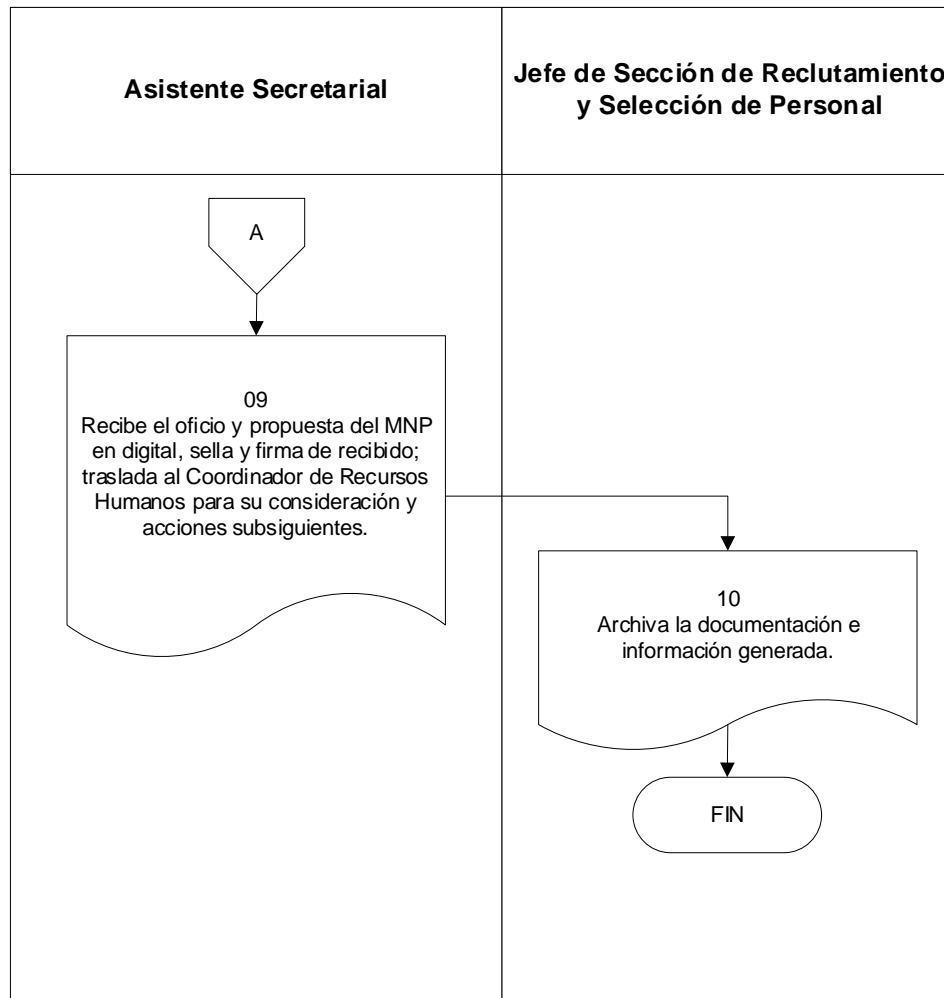 Asistente Secretarial
Jefe de Sección de Reclutamiento
y Selección de Personal
A
09
Recibe el oficio y propuesta del MNP
en digital, sella y firma de recibido;
traslada al Coordinador de Recursos
Humanos para su consideración y
acciones subsiguientes.
10
Archiva la documentación e
información generada.
FIN